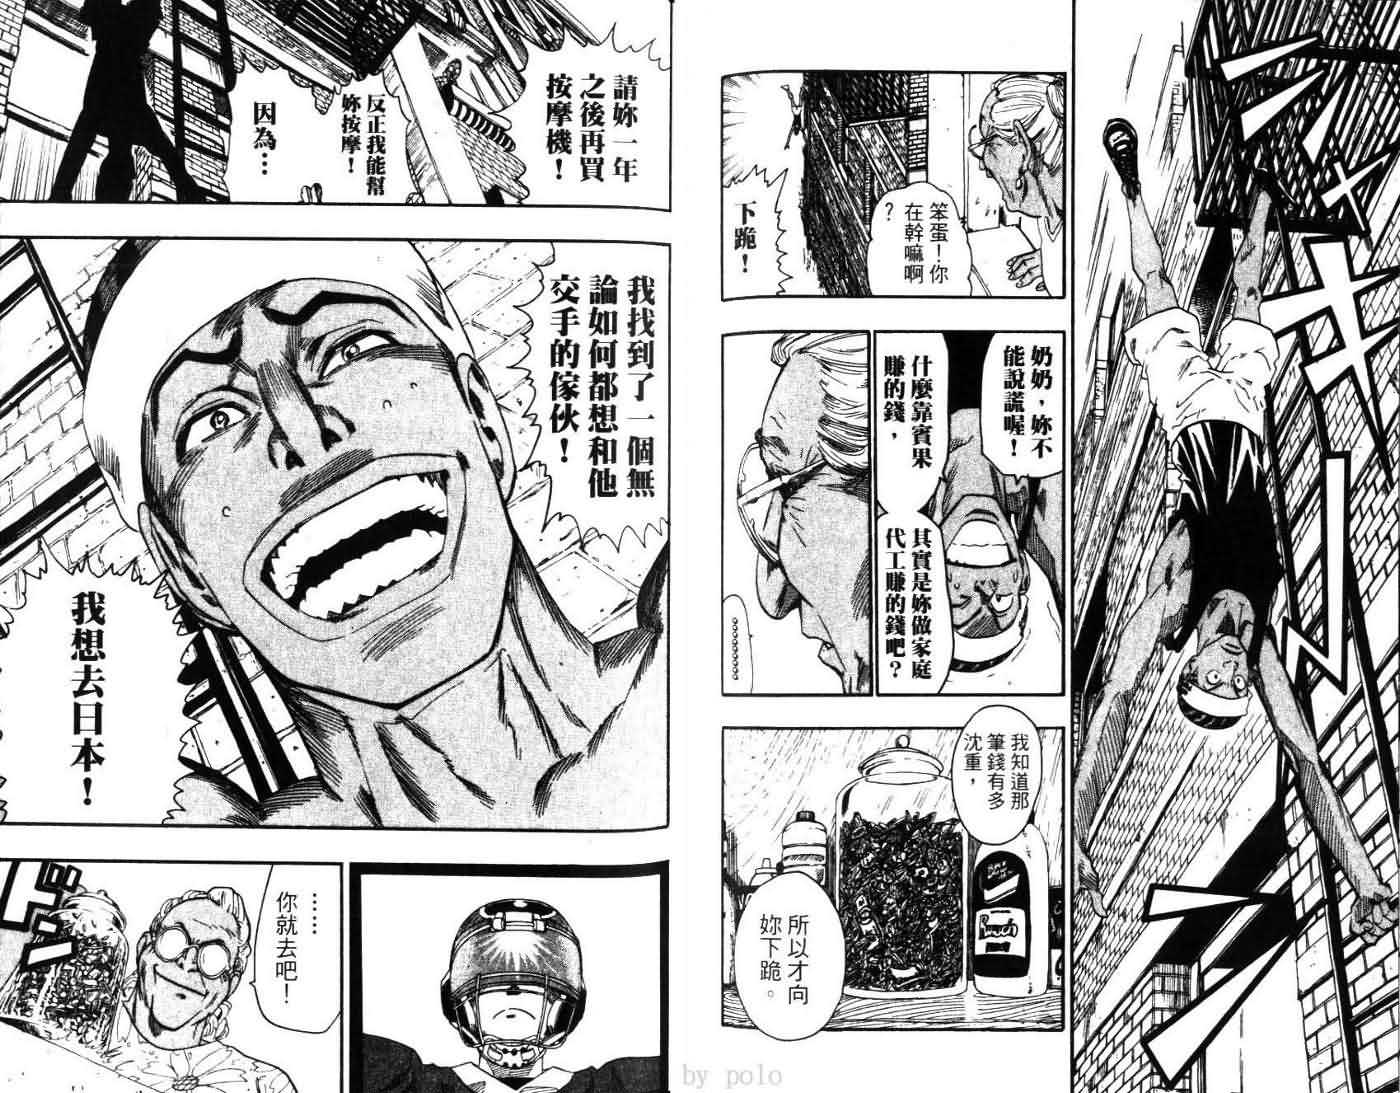 下跪！
笨蛋！你
在幹嘛啊
？
奶奶，妳不
能說謊喔！
什麼靠賓果
賺的錢，
其實是妳做家庭
代工賺的錢吧？
我知道那
筆錢有多
沈重，
所以才向
妳下跪。
Punch
請妳一年
之後再買
按摩機！
反正我能幫
妳按摩！
因為…
我找到了一個無
論如何都想和他
交手的傢伙！
我想去日本！
……
你就去吧！
ドン
by polo